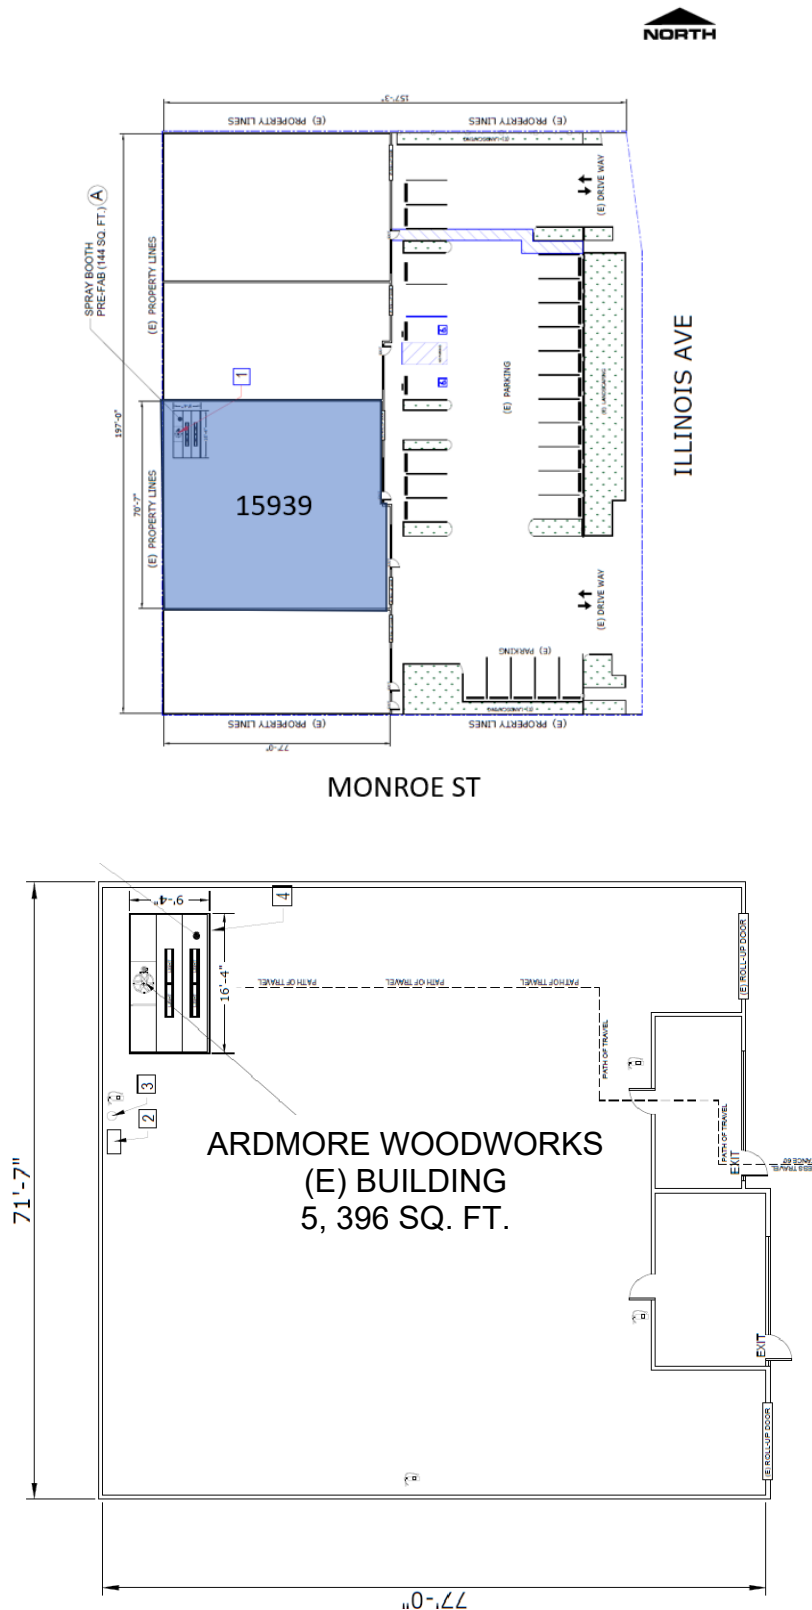 NORTH
157'-3"
(E) PROPERTY LINES
(E) PROPERTY LINES
(E) LANDSCAPING
(E) DRIVE WAY
SPRAY BOOTH
PRE-FAB (144 SQ. FT.)
A
(E) PROPERTY LINES
197'-0"
1
(E) PARKING
(E) LANDSCAPING
ILLINOIS AVE
70'-7"
(E) PROPERTY LINES
15939
(E) DRIVE WAY
(E) PARKING
(E) LANDSCAPING
(E) PROPERTY LINES
(E) PROPERTY LINES
77'-0"
MONROE ST
9'-4"
4
16'-4"
(E) ROLL-UP DOOR
PATH OF TRAVEL
PATH OF TRAVEL
PATH OF TRAVEL
PATH OF TRAVEL
3
2
PATH OF TRAVEL
EXIT
71'-7"
ARDMORE WOODWORKS
(E) BUILDING
5, 396 SQ. FT.
EXIT
(E) ROLL-UP DOOR
77'-0"